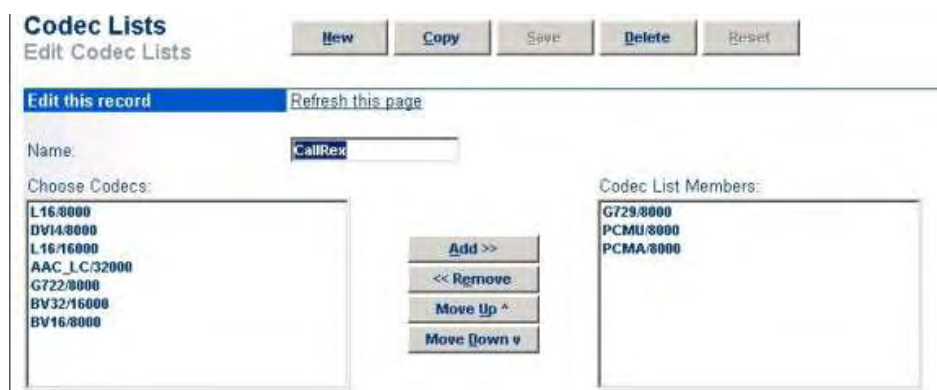 Codec Lists
Edit Codec Lists
New Copy Save Delete Reset
Edit this record Refresh this page
Name: CallRex
Choose Codecs:
L16/8000
DVI4/8000
L16/16000
AAC_LC/32000
G722/8000
BV32/16000
BV16/8000
Add >>
<< Remove
Move Up ^
Move Down v
Codec List Members:
G729/8000
PCMU/8000
PCMA/8000